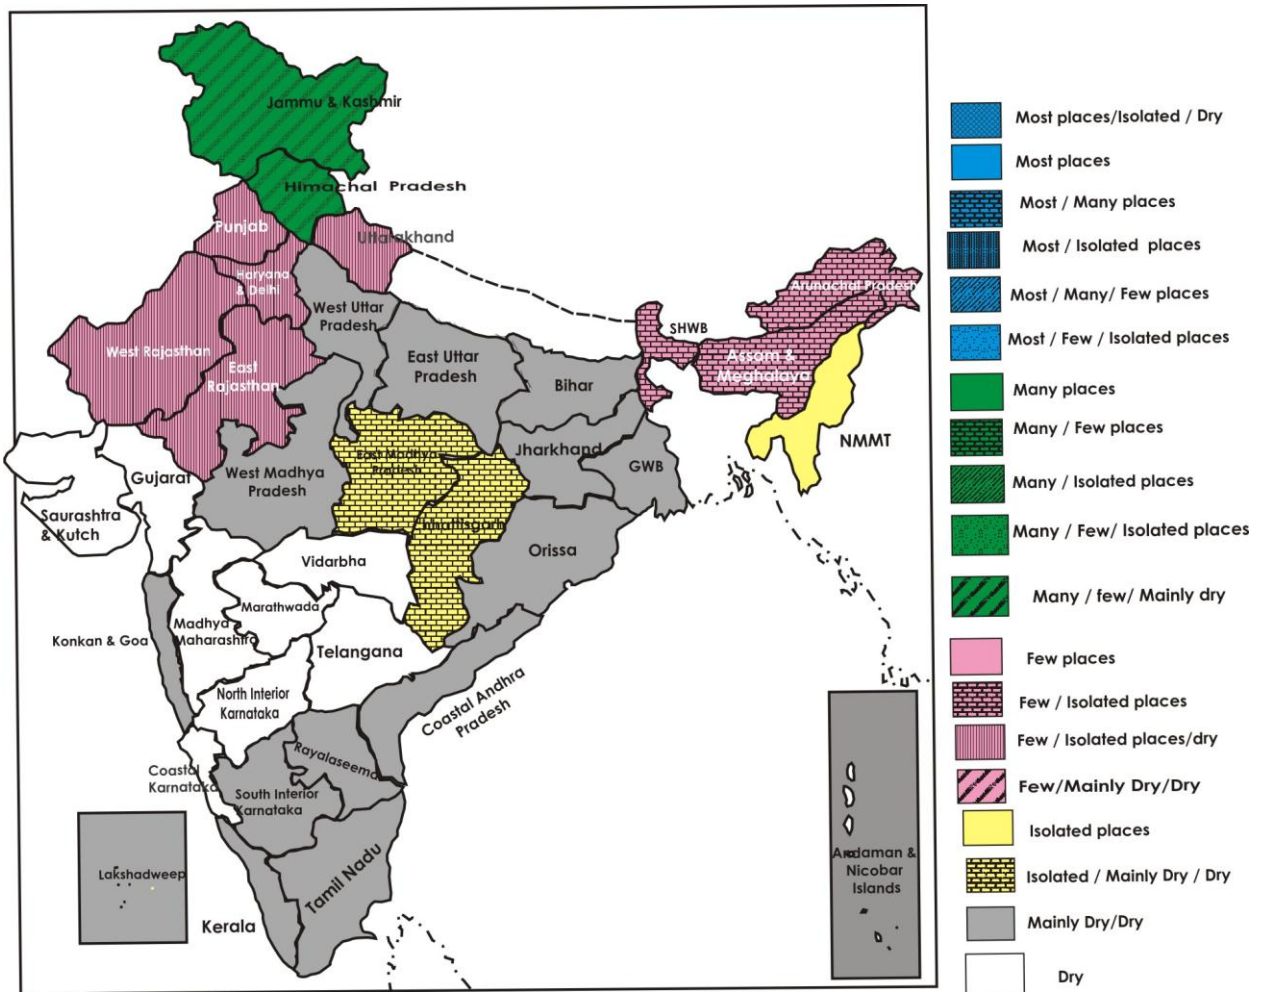 Jammu & Kashmir
Himachal Pradesh
Punjab
Uttarakhand
Haryana
& Delhi
West Uttar
Pradesh
West Rajasthan
East
Rajasthan
East Uttar
Pradesh
Bihar
SHWB
Arunachal Pradesh
Assam &
Meghalaya
NMMT
Gujarat
Saurashtra
& Kutch
West Madhya
Pradesh
East Madhya
Pradesh
Jharkhand
GWB
hhattisgarh
Orissa
Vidarbha
Marathwada
Madhya
Maharashtra
Konkan & Goa
Telangana
North Interior
Karnataka
Coastal Andhra
Pradesh
Rayalaseema
Coastal
Karnataka
South Interior
Karnataka
Tamil Nadu
Kerala
Lakshadweep
Andaman &
Nicobar
Islands
Most places/Isolated / Dry
Most places
Most / Many places
Most / Isolated places
Most / Many/ Few places
Most / Few / Isolated places
Many places
Many / Few places
Many / Isolated places
Many / Few/ Isolated places
Many / few/ Mainly dry
Few places
Few / Isolated places
Few / Isolated places/dry
Few/Mainly Dry/Dry
Isolated places
Isolated / Mainly Dry / Dry
Mainly Dry/Dry
Dry